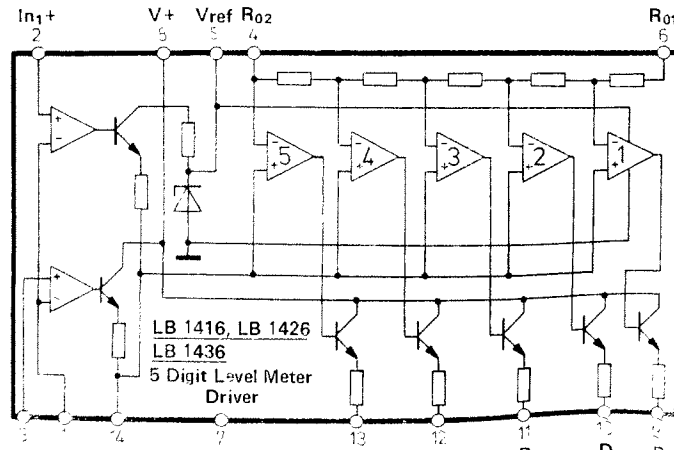 In1+ V+ Vref R02 R01
2 5 4 6
+ - + -
- + - + - + - + - +
5 4 3 2 1
LB 1416, LB 1426
LB 1436
5 Digit Level Meter
Driver
14 7 13 12 11
D